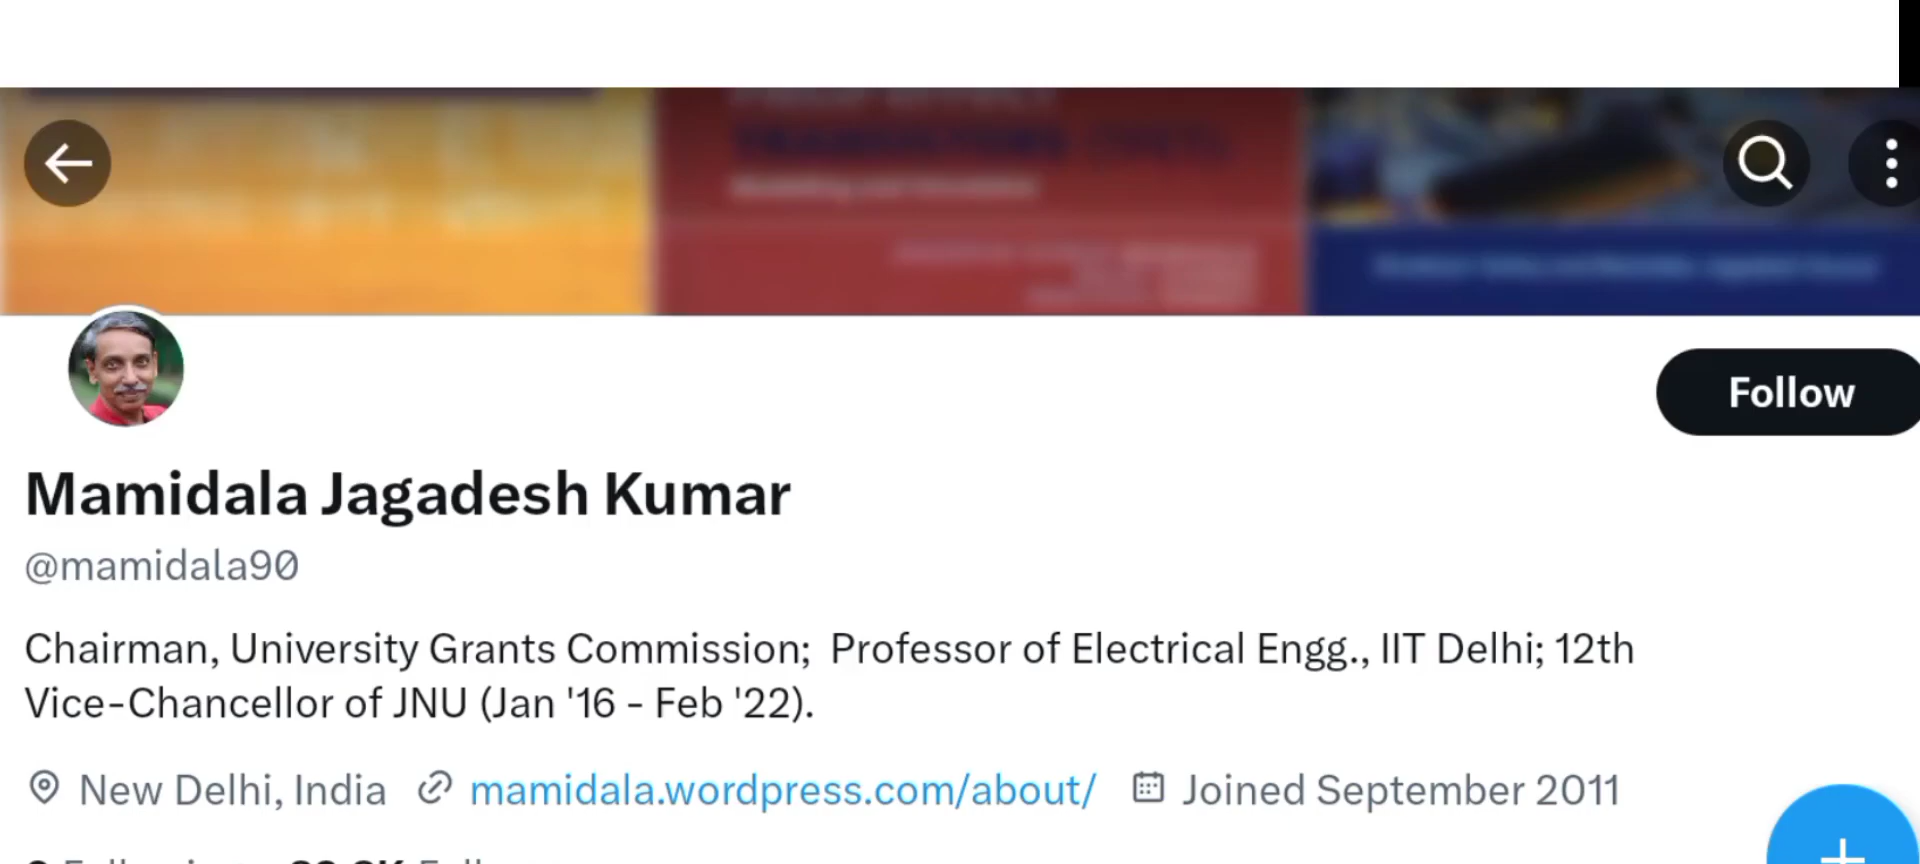 Follow
Mamidala Jagadesh Kumar
@mamidala90
Chairman, University Grants Commission;  Professor of Electrical Engg., IIT Delhi; 12th
Vice-Chancellor of JNU (Jan '16 - Feb '22).
New Delhi, India mamidala.wordpress.com/about/ Joined September 2011